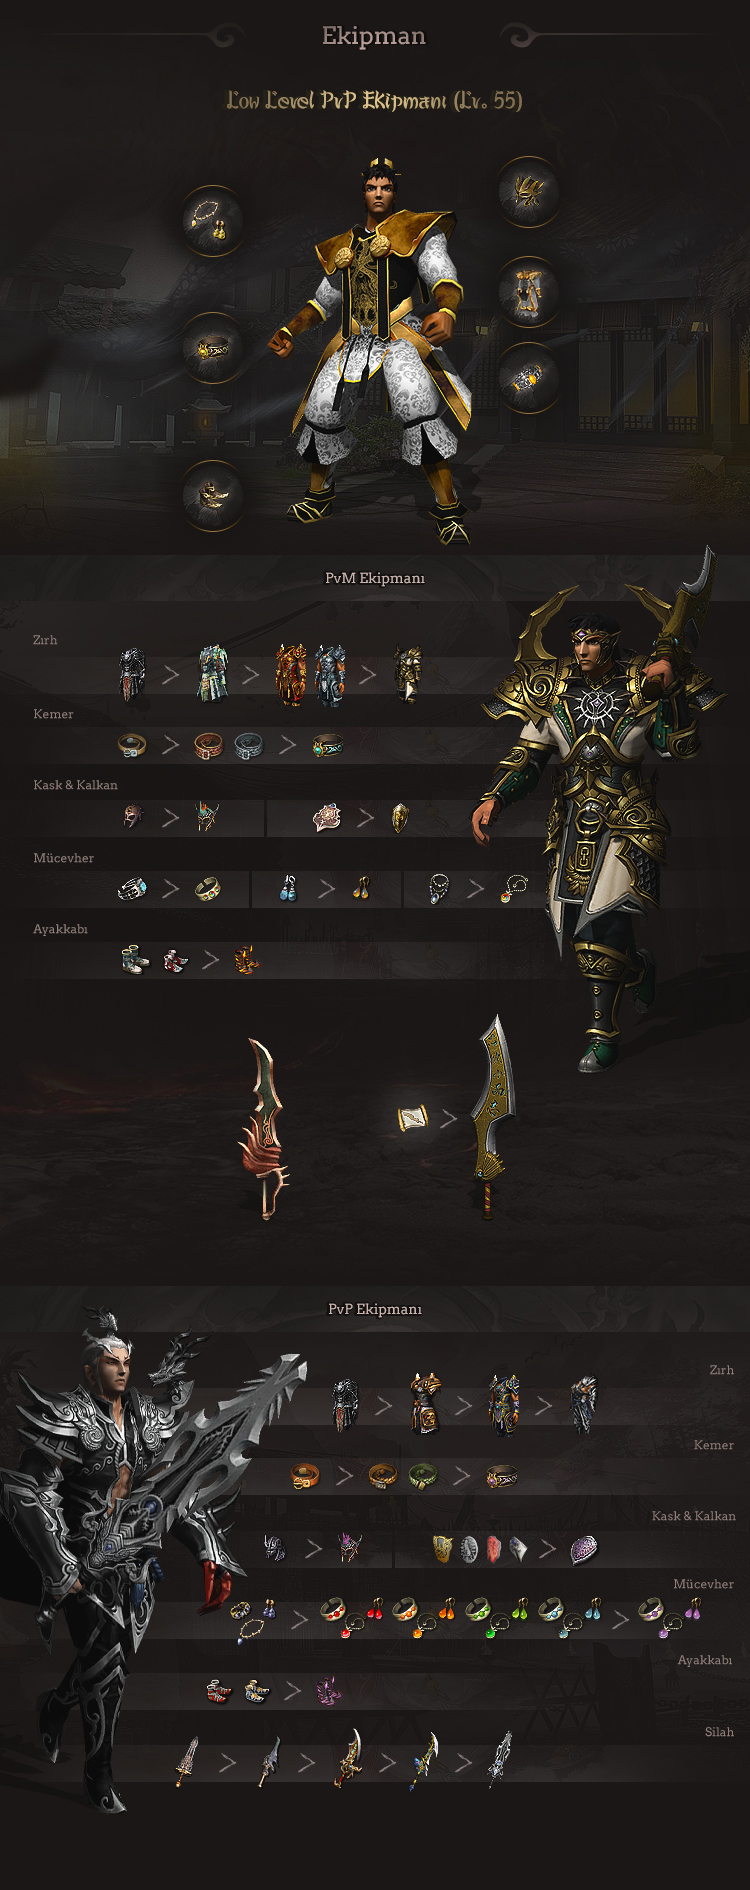 Ekipman
Low Level PvP Ekipmanı (Lv. 55)
PvM Ekipmanı
Zırh
Kemer
Kask & Kalkan
Mücevher
Ayakkabı
PvP Ekipmanı
Zırh
Kemer
Kask & Kalkan
Mücevher
Ayakkabı
Silah